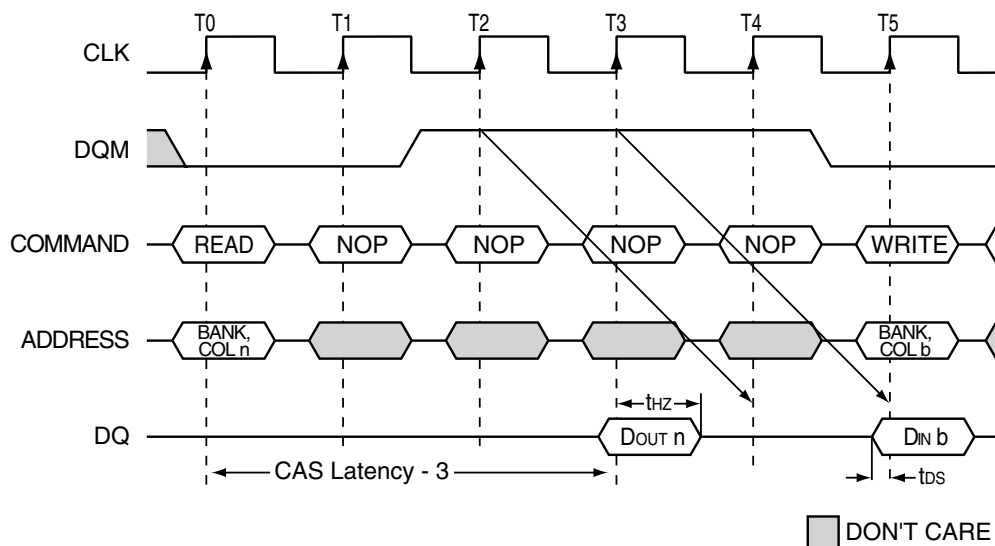 T0 T1 T2 T3 T4 T5
CLK
DQM
COMMAND READ NOP NOP NOP NOP WRITE
ADDRESS BANK, COL n BANK, COL b
tHZ
DQ DOUT n DIN b
CAS Latency - 3 tDS
DON'T CARE